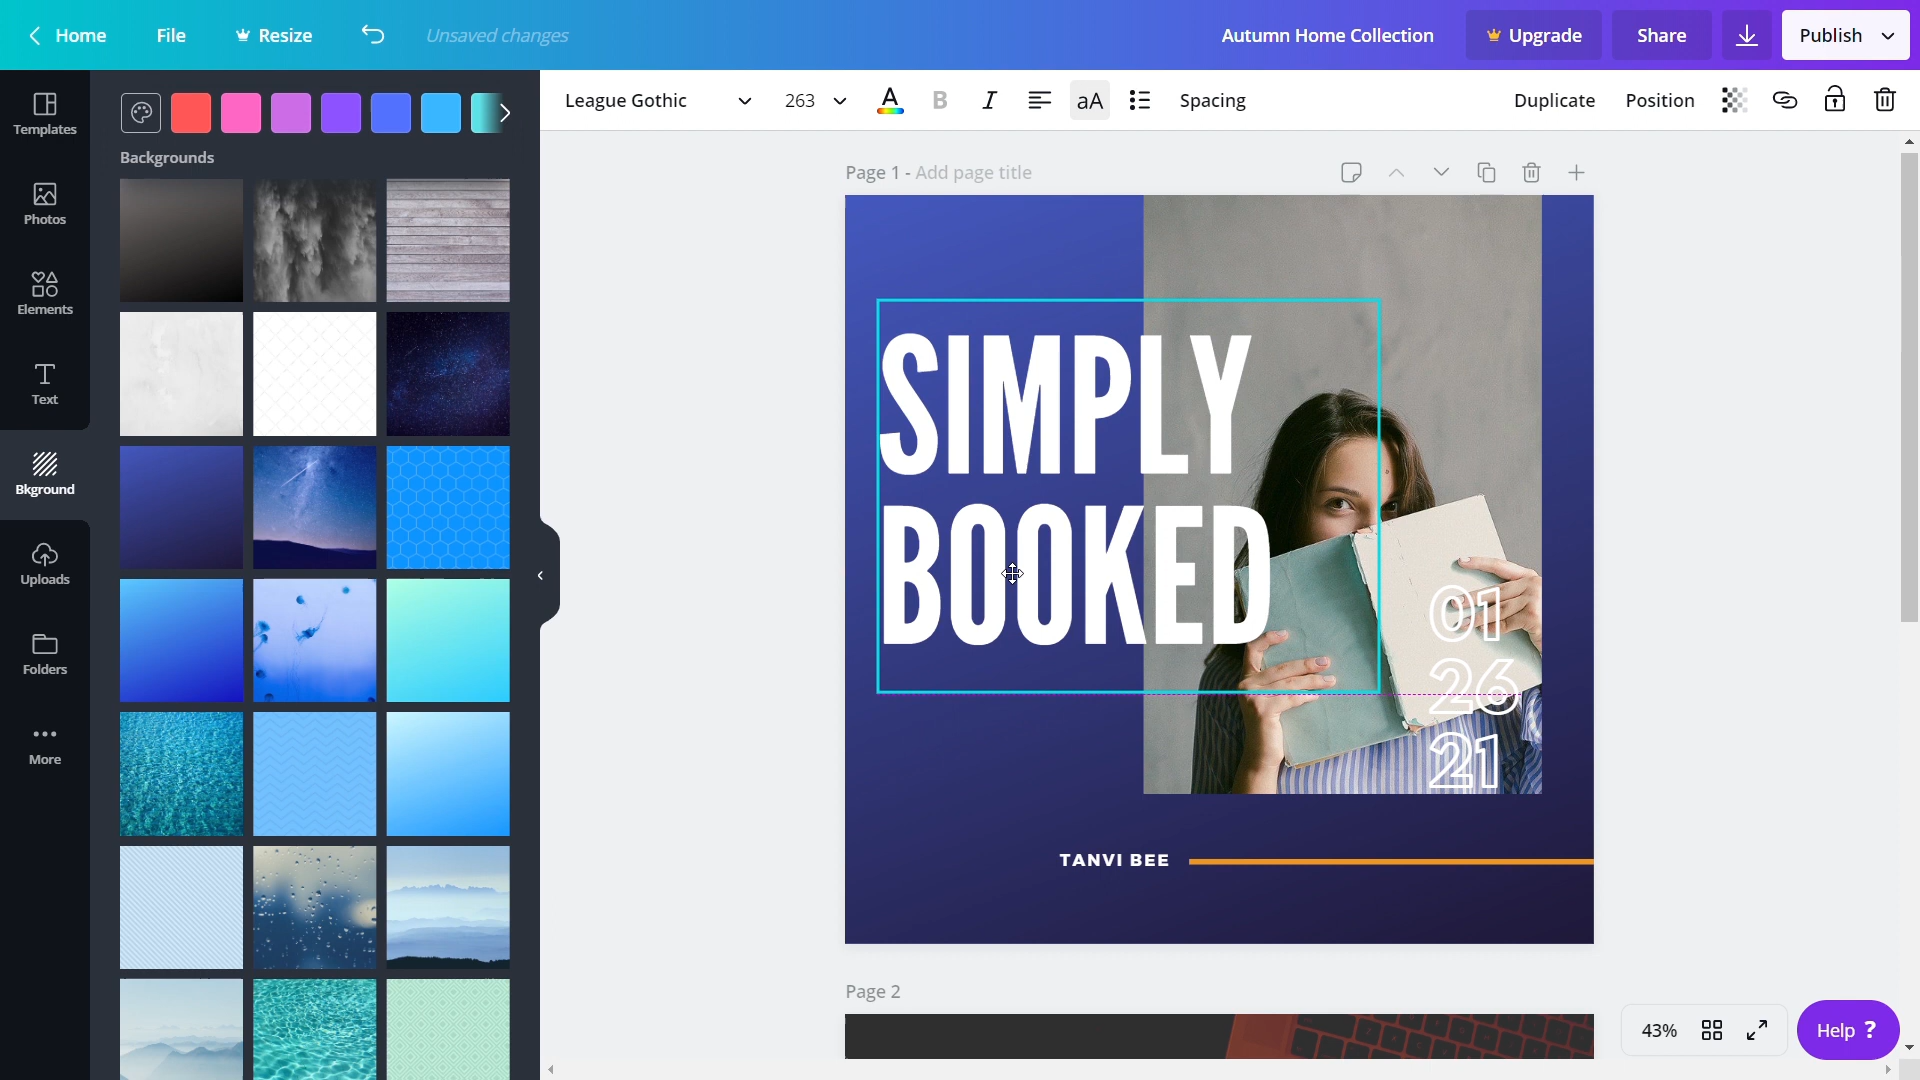 Home
File
Resize
Unsaved changes
Autumn Home Collection
Upgrade
Share
Publish
Templates
Photos
Elements
Text
Bkground
Uploads
Folders
More
Backgrounds
League Gothic
263
A
B
I
aA
Spacing
Duplicate
Position
Page 1 - Add page title
SIMPLY
BOOKED
01
26
21
TANVI BEE
Page 2
43%
Help ?